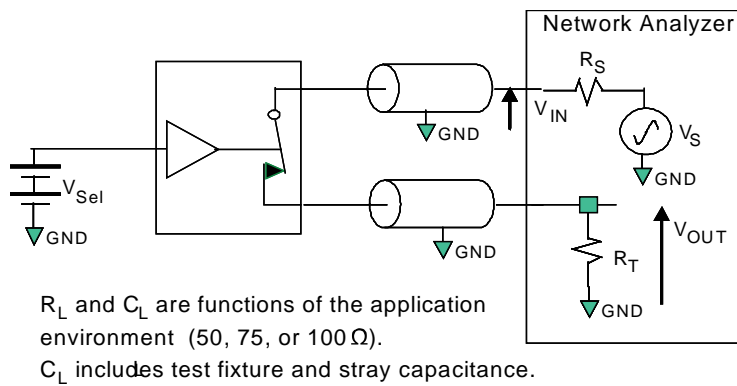 Network Analyzer
R_S
V_IN
V_S
GND
GND
V_Sel
GND
GND
V_OUT
R_T
GND
R_L and C_L are functions of the application
environment (50, 75, or 100 Ω).
C_L includes test fixture and stray capacitance.